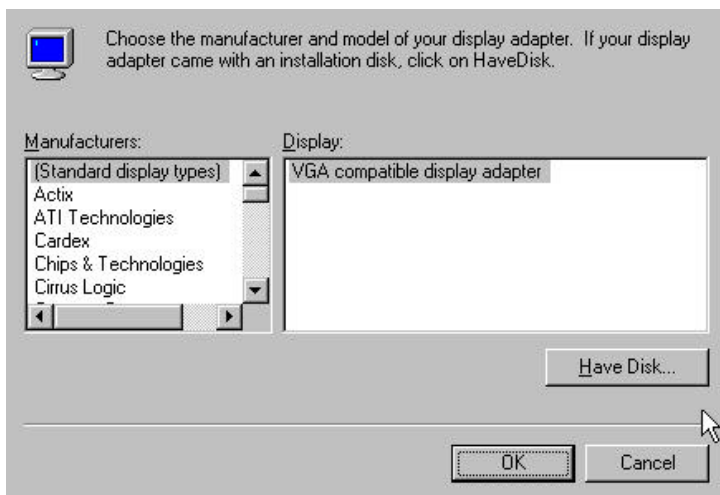 Choose the manufacturer and model of your display adapter.  If your display
adapter came with an installation disk, click on HaveDisk.
Manufacturers:
Display:
(Standard display types)
VGA compatible display adapter
Actix
ATI Technologies
Cardex
Chips & Technologies
Cirrus Logic
Have Disk...
OK
Cancel